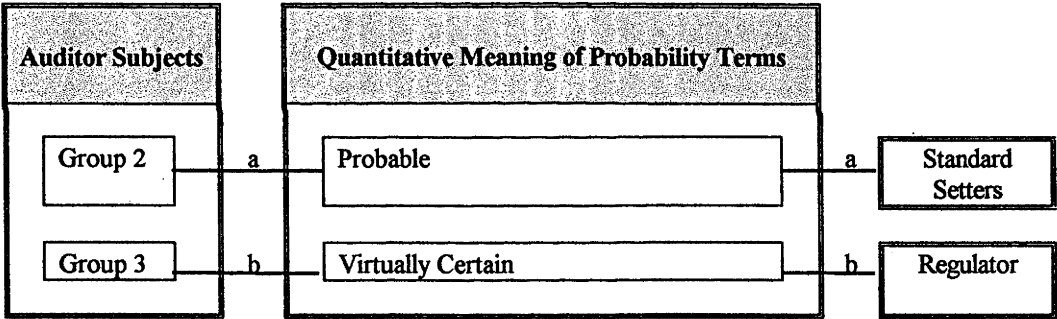 Auditor Subjects
Quantitative Meaning of Probability Terms
Group 2
a
Probable
a
Standard
Setters
Group 3
b
Virtually Certain
b
Regulator